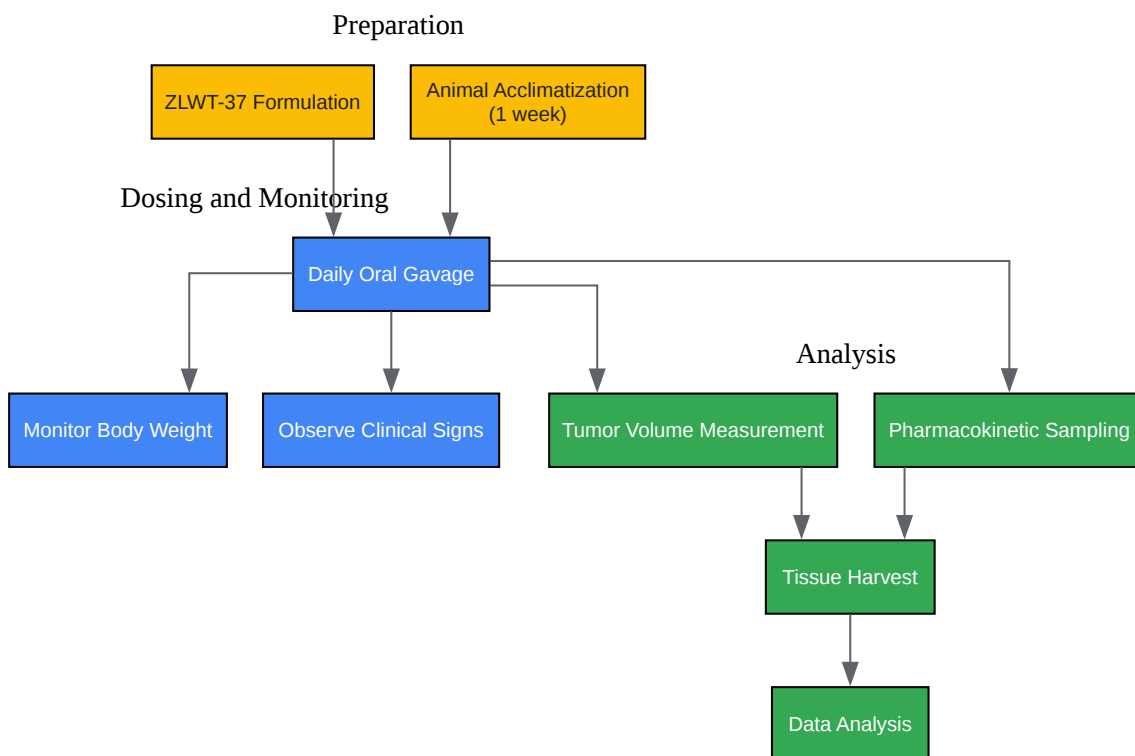 Preparation
ZLWT-37 Formulation
Animal Acclimatization
(1 week)
Dosing and Monitoring
Daily Oral Gavage
Analysis
Monitor Body Weight
Observe Clinical Signs
Tumor Volume Measurement
Pharmacokinetic Sampling
Tissue Harvest
Data Analysis